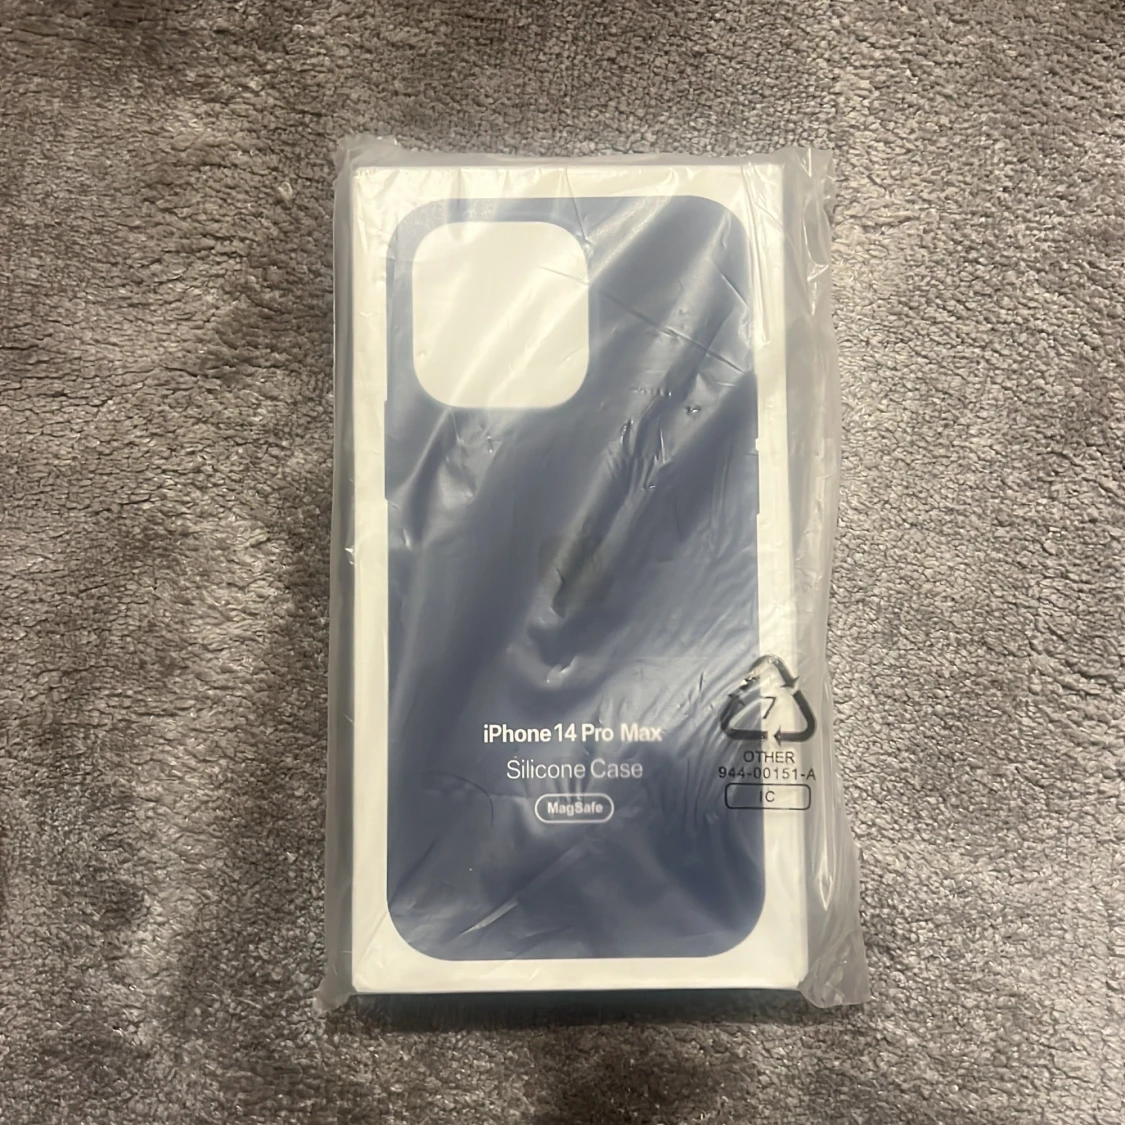 iPhone 14 Pro Max
Silicone Case
MagSafe
7
OTHER
944-00151-A
IC